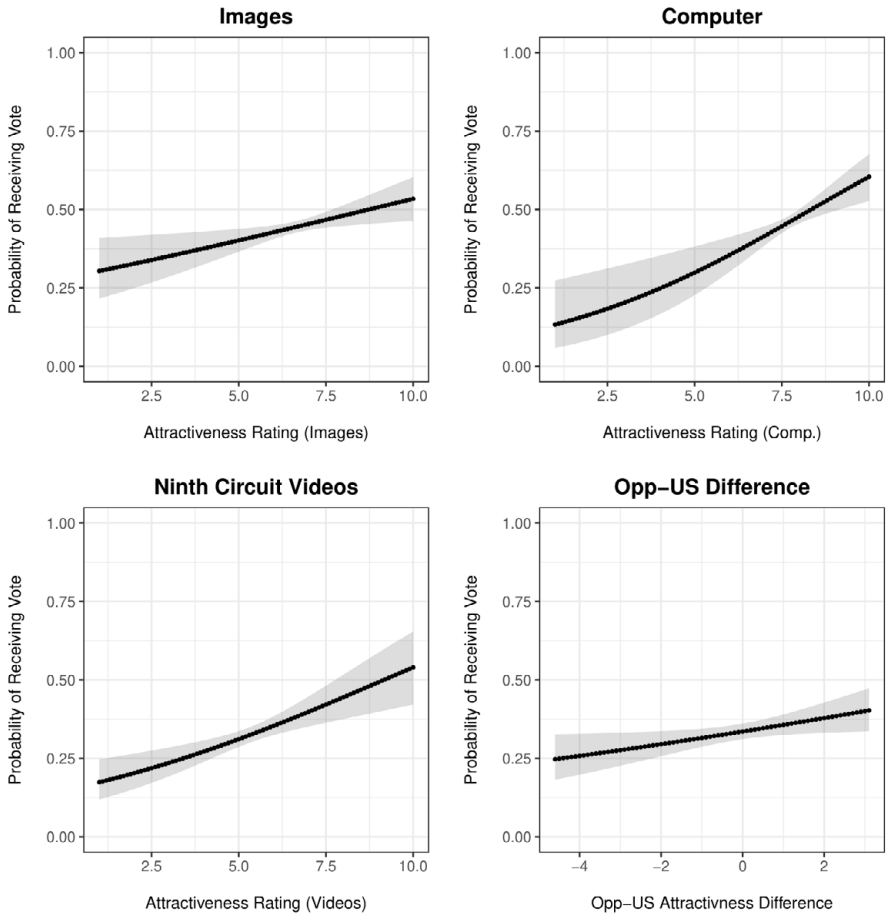 Images
Probability of Receiving Vote
1.00
0.75
0.50
0.25
0.00
2.5 5.0 7.5 10.0
Attractiveness Rating (Images)
Computer
Probability of Receiving Vote
1.00
0.75
0.50
0.25
0.00
2.5 5.0 7.5 10.0
Attractiveness Rating (Comp.)
Ninth Circuit Videos
Probability of Receiving Vote
1.00
0.75
0.50
0.25
0.00
2.5 5.0 7.5 10.0
Attractiveness Rating (Videos)
Opp−US Difference
Probability of Receiving Vote
1.00
0.75
0.50
0.25
0.00
−4 −2 0 2
Opp−US Attractivness Difference